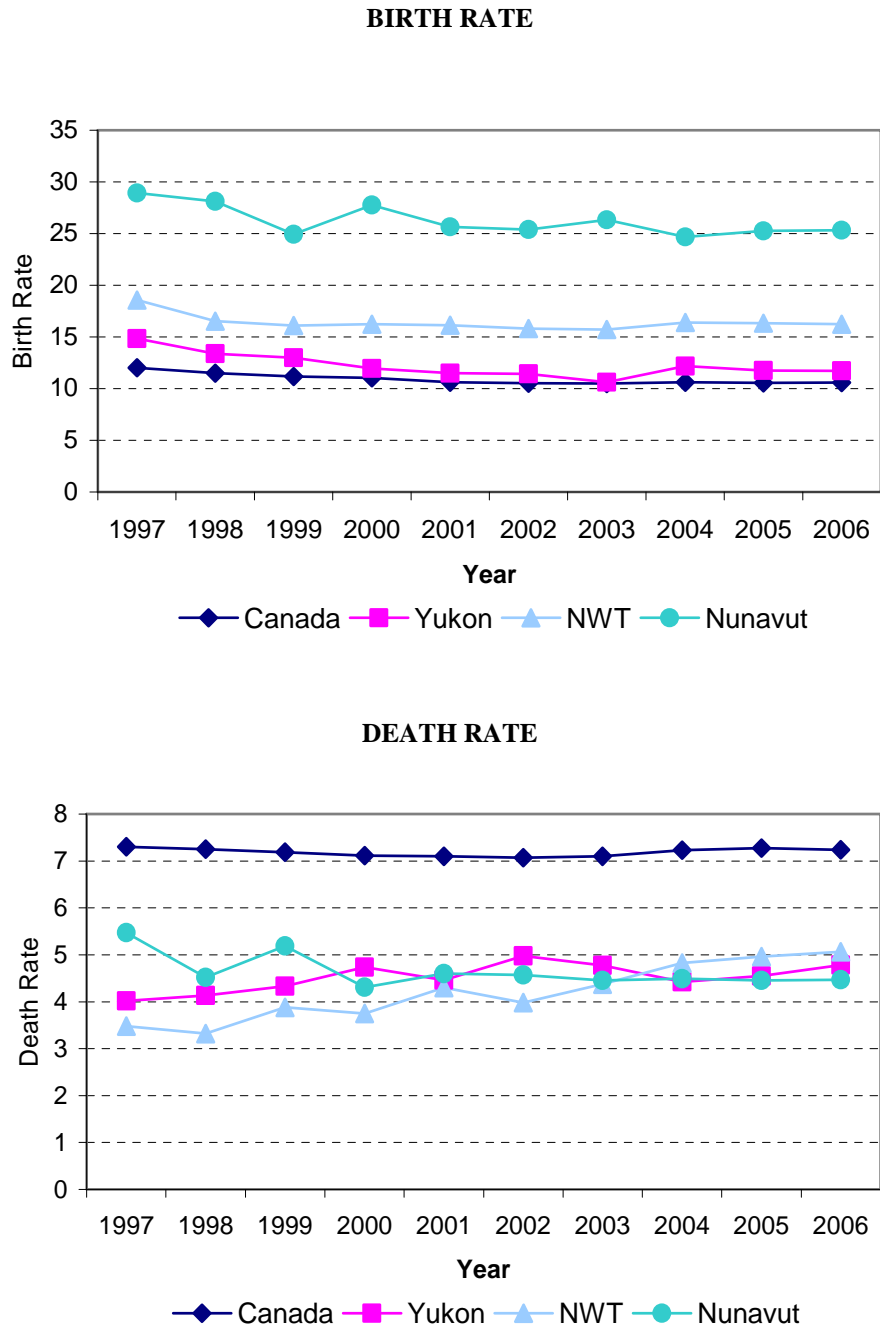 BIRTH RATE
35
30
25
20
15
10
5
0
Birth Rate
1997 1998 1999 2000 2001 2002 2003 2004 2005 2006
Year
Canada Yukon NWT Nunavut
DEATH RATE
8
7
6
5
4
3
2
1
0
Death Rate
1997 1998 1999 2000 2001 2002 2003 2004 2005 2006
Year
Canada Yukon NWT Nunavut